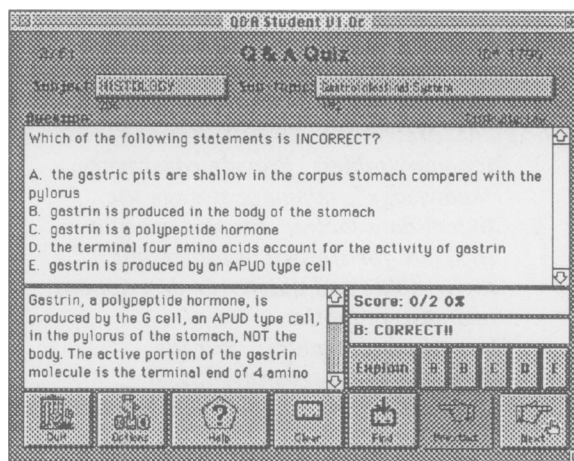 Q&A Student V1.0c
2/61 Q & A Quiz
Subject: HISTOLOGY Sub-Topic: Gastrointestinal System
Question
Which of the following statements is INCORRECT?
A. the gastric pits are shallow in the corpus stomach compared with the
pylorus
B. gastrin is produced in the body of the stomach
C. gastrin is a polypeptide hormone
D. the terminal four amino acids account for the activity of gastrin
E. gastrin is produced by an APUD type cell
Gastrin, a polypeptide hormone, is
produced by the G cell, an APUD type cell,
in the pylorus of the stomach, NOT the
body. The active portion of the gastrin
molecule is the terminal end of 4 amino
Score: 0/2 0%
B: CORRECT!!
Explain A B C D E
Quit Options Help Clear Find Previous Next